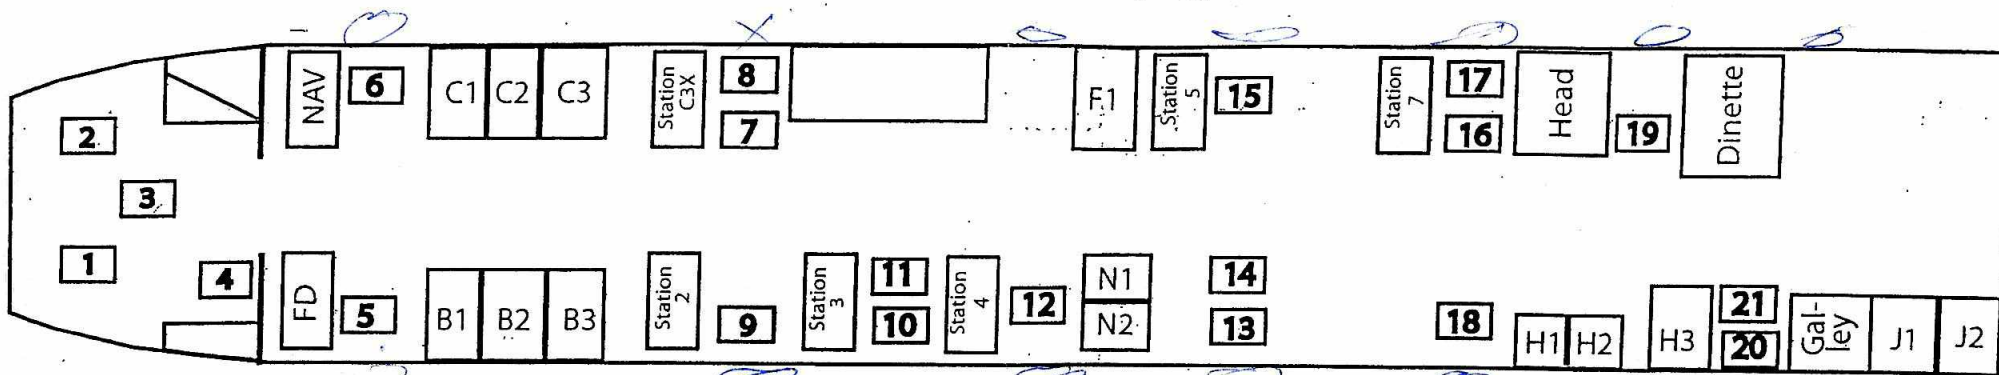 NAV
6
C1
C2
C3
Station
C3X
8
7
F1
Station
5
15
Station
7
17
16
Head
19
Dinette
2
3
1
4
FD
5
B1
B2
B3
Station
2
9
Station
3
11
10
Station
4
12
N1
N2
14
13
18
H1
H2
H3
21
20
Gal-
ley
J1
J2